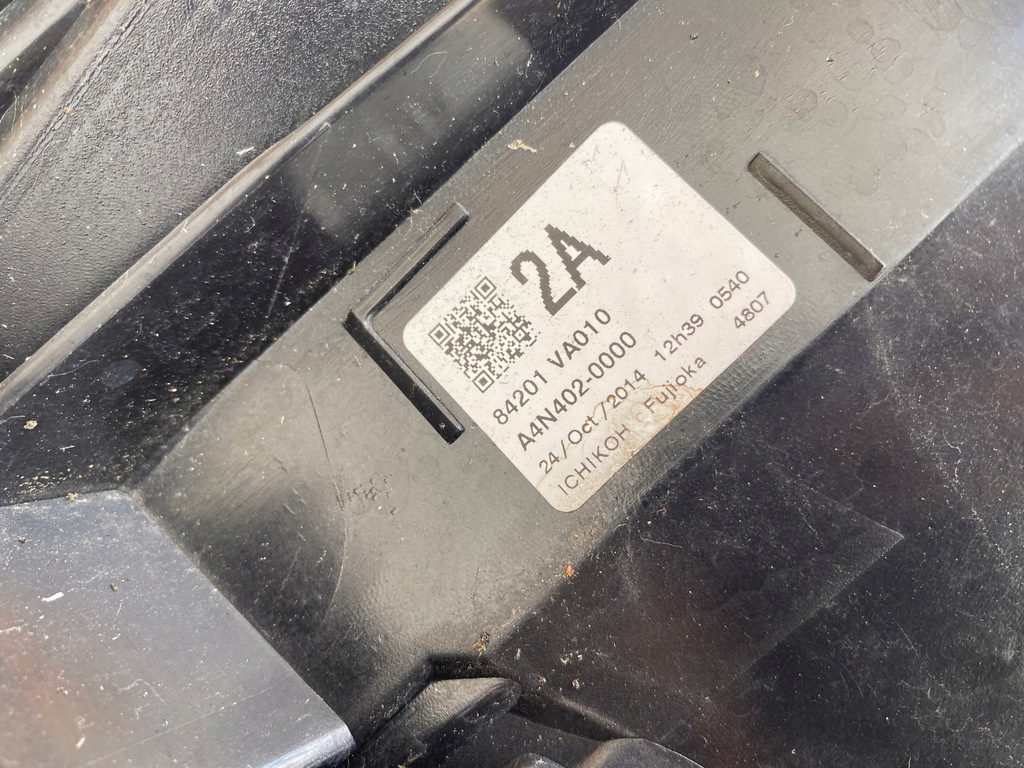 2A
84201 VA010
A4N402-0000
24/Oct/2014 12h39 0540
ICHIKOH Fujioka 4807